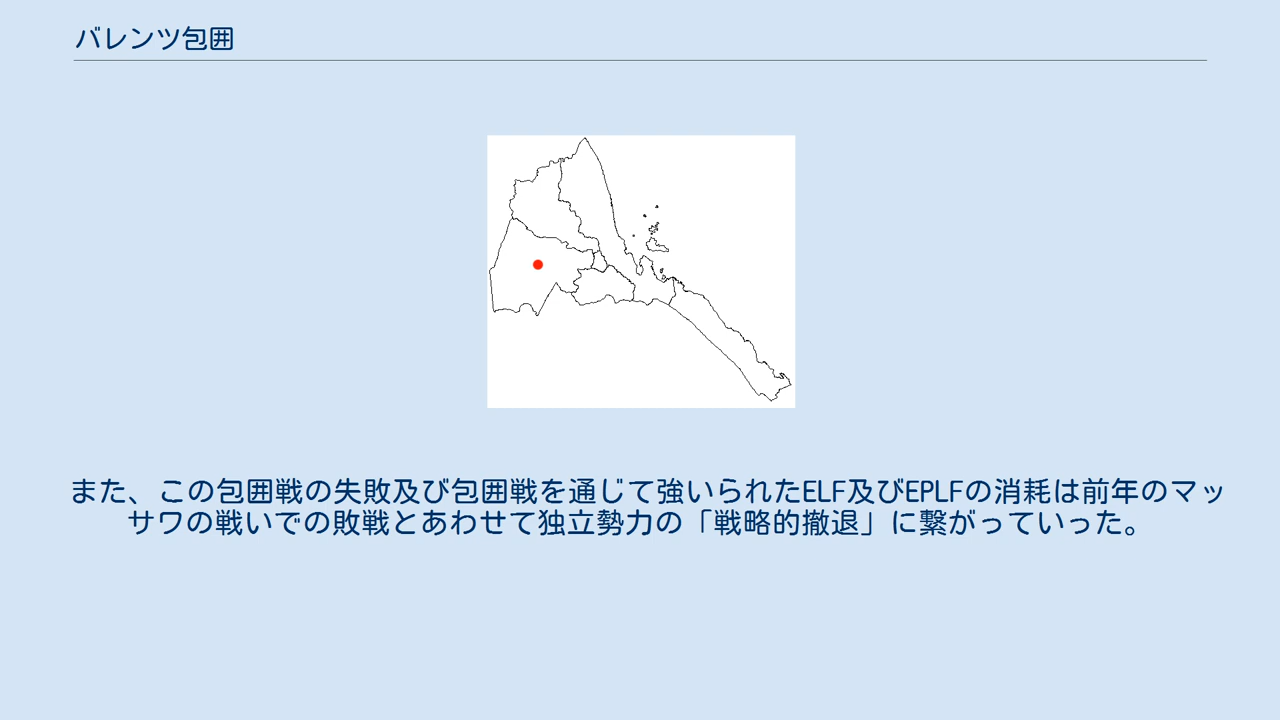 バレンツ包囲
また、この包囲戦の失敗及び包囲戦を通じて強いられたELF及びEPLFの消耗は前年のマッ
サワの戦いでの敗戦とあわせて独立勢力の「戦略的撤退」に繋がっていった。